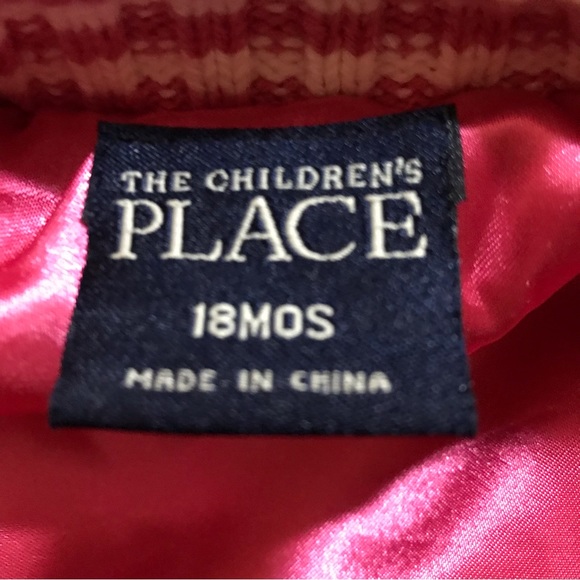 THE CHILDREN'S
PLACE
18MOS
MADE IN CHINA